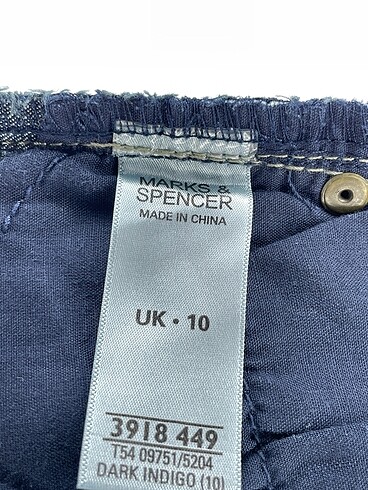 MARKS &
SPENCER
MADE IN CHINA
UK · 10
3918 449
T54 09751/5204
DARK INDIGO (10)